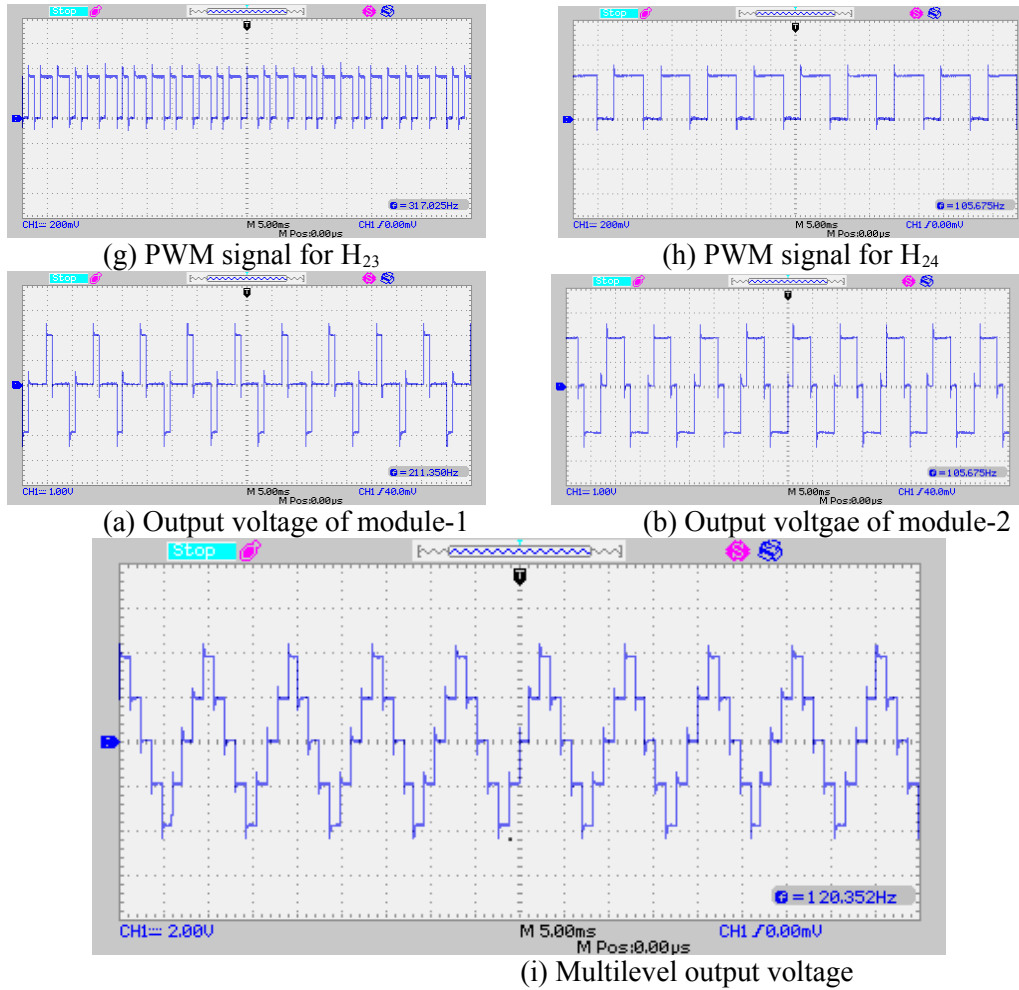 Stop
T
S
f=317.025Hz
CH1 200mV
M 5.00ms
CH1 / 0.00mV
M Pos:0.00µs
(g) PWM signal for H23
Stop
T
S
f=105.675Hz
CH1 200mV
M 5.00ms
CH1 / 0.00mV
M Pos:0.00µs
(h) PWM signal for H24
Stop
T
S
f=211.350Hz
CH1 1.00V
M 5.00ms
CH1 / 40.0mV
M Pos:0.00µs
(a) Output voltage of module-1
Stop
T
S
f=105.675Hz
CH1 1.00V
M 5.00ms
CH1 / 40.0mV
M Pos:0.00µs
(b) Output voltgae of module-2
Stop
T
S
f=120.352Hz
CH1 2.00V
M 5.00ms
CH1 / 0.00mV
M Pos:0.00µs
(i) Multilevel output voltage